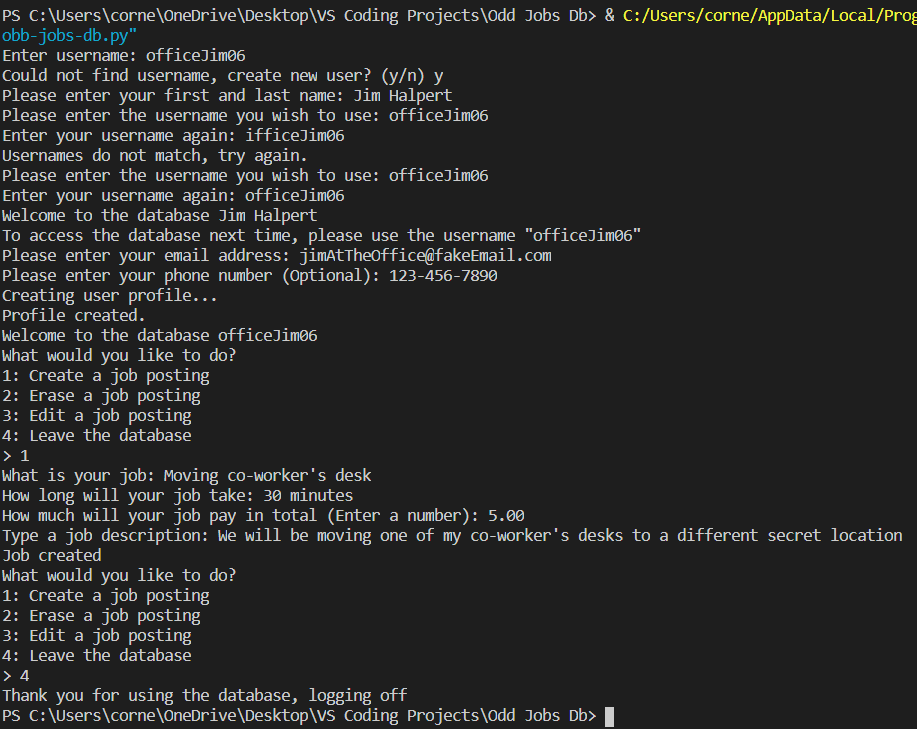 PS C:\Users\corne\OneDrive\Desktop\VS Coding Projects\Odd Jobs Db> & C:/Users/corne/AppData/Local/Prog
obb-jobs-db.py"
Enter username: officeJim06
Could not find username, create new user? (y/n) y
Please enter your first and last name: Jim Halpert
Please enter the username you wish to use: officeJim06
Enter your username again: ifficeJim06
Usernames do not match, try again.
Please enter the username you wish to use: officeJim06
Enter your username again: officeJim06
Welcome to the database Jim Halpert
To access the database next time, please use the username "officeJim06"
Please enter your email address: jimAtTheOffice@fakeEmail.com
Please enter your phone number (Optional): 123-456-7890
Creating user profile...
Profile created.
Welcome to the database officeJim06
What would you like to do?
1: Create a job posting
2: Erase a job posting
3: Edit a job posting
4: Leave the database
> 1
What is your job: Moving co-worker's desk
How long will your job take: 30 minutes
How much will your job pay in total (Enter a number): 5.00
Type a job description: We will be moving one of my co-worker's desks to a different secret location
Job created
What would you like to do?
1: Create a job posting
2: Erase a job posting
3: Edit a job posting
4: Leave the database
> 4
Thank you for using the database, logging off
PS C:\Users\corne\OneDrive\Desktop\VS Coding Projects\Odd Jobs Db>